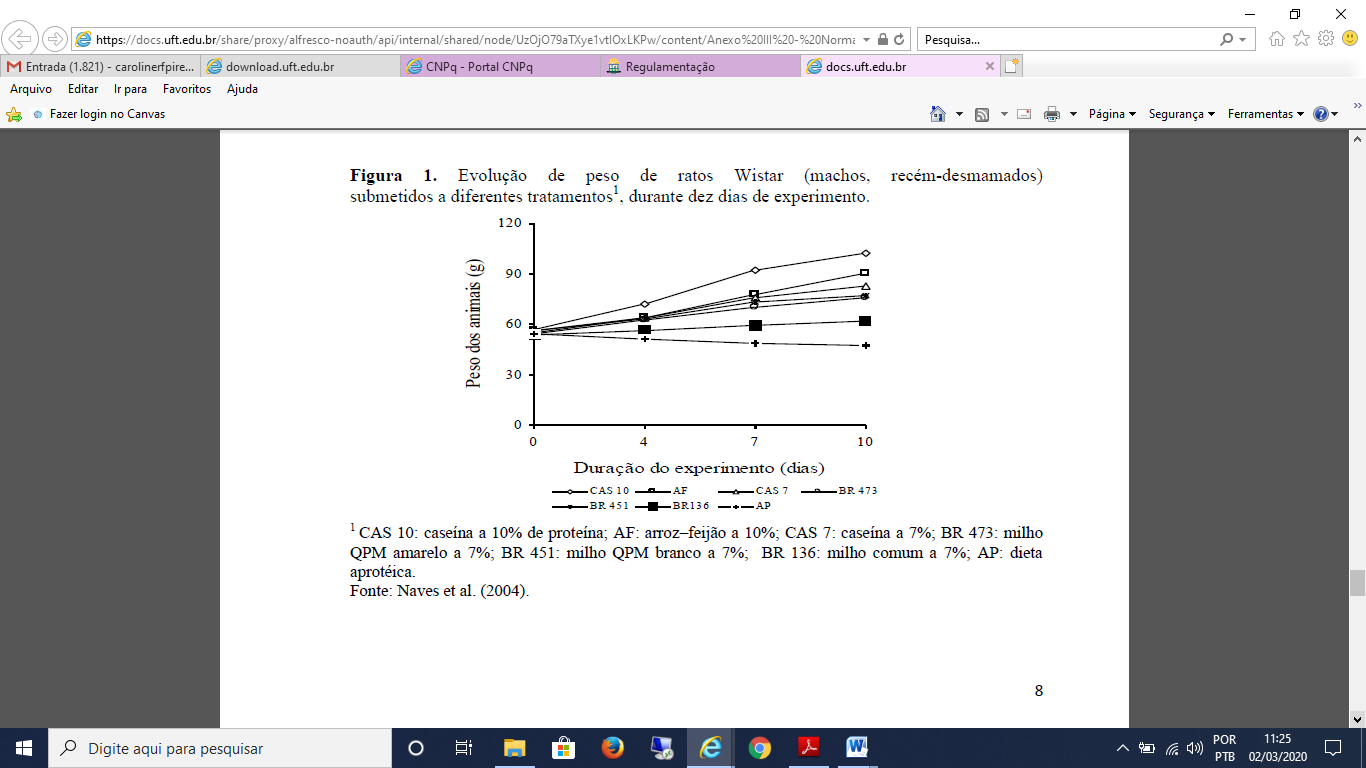 https://docs.uft.edu.br/share/proxy/alfresco-noauth/api/internal/shared/node/UzOjO79aTXye1vtIOxLKPw/content/Anexo%20III%20-%20Norma
Pesquisa...
Entrada (1.821) - carolinerfpire...
download.uft.edu.br
CNPq - Portal CNPq
Regulamentação
docs.uft.edu.br
Arquivo Editar Ir para Favoritos Ajuda
Fazer login no Canvas
Página Segurança Ferramentas
Figura 1. Evolução de peso de ratos Wistar (machos, recém-desmamados)
submetidos a diferentes tratamentos1, durante dez dias de experimento.
Peso dos animais (g)
120
90
60
30
0
0 4 7 10
Duração do experimento (dias)
CAS 10 AF CAS 7 BR 473
BR 451 BR136 AP
1 CAS 10: caseína a 10% de proteína; AF: arroz–feijão a 10%; CAS 7: caseína a 7%; BR 473: milho
QPM amarelo a 7%; BR 451: milho QPM branco a 7%; BR 136: milho comum a 7%; AP: dieta
aprotéica.
Fonte: Naves et al. (2004).
8
Digite aqui para pesquisar
POR
PTB
11:25
02/03/2020